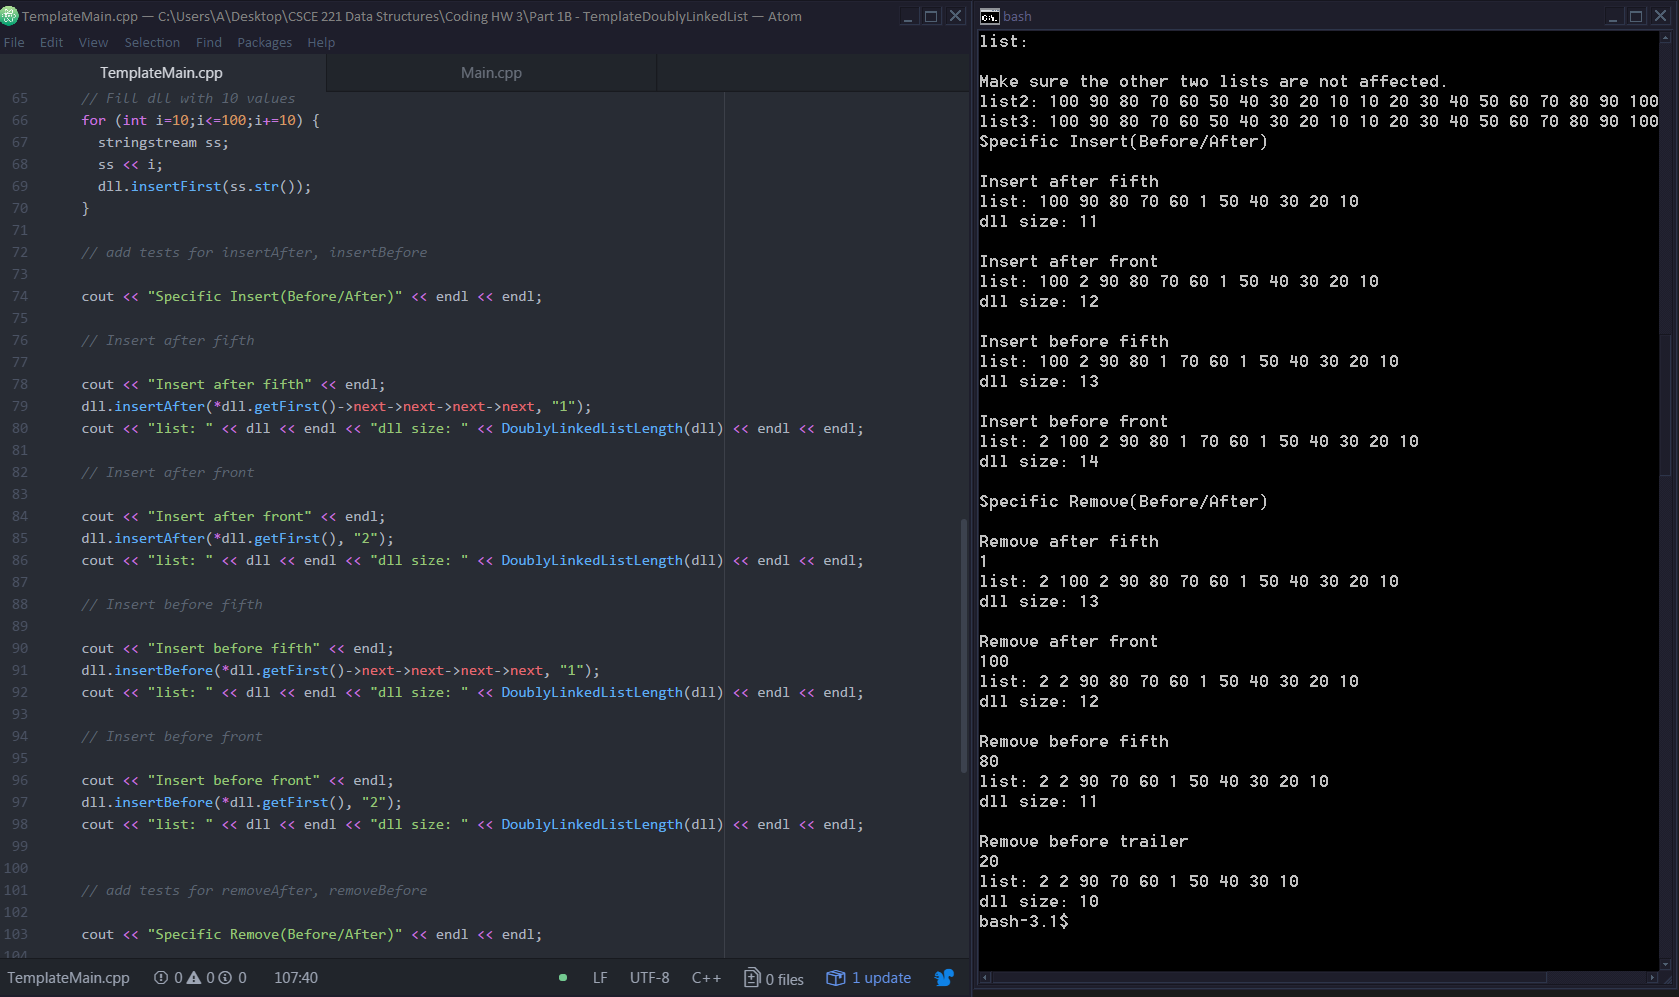 TemplateMain.cpp — C:\Users\A\Desktop\CSCE 221 Data Structures\Coding HW 3\Part 1B - TemplateDoublyLinkedList — Atom
File Edit View Selection Find Packages Help
TemplateMain.cpp Main.cpp
65 // Fill dll with 10 values
66 for (int i=10;i<=100;i+=10) {
67 stringstream ss;
68 ss << i;
69 dll.insertFirst(ss.str());
70 }
71
72 // add tests for insertAfter, insertBefore
73
74 cout << "Specific Insert(Before/After)" << endl << endl;
75
76 // Insert after fifth
77
78 cout << "Insert after fifth" << endl;
79 dll.insertAfter(*dll.getFirst()->next->next->next->next, "1");
80 cout << "list: " << dll << endl << "dll size: " << DoublyLinkedListLength(dll) << endl << endl;
81
82 // Insert after front
83
84 cout << "Insert after front" << endl;
85 dll.insertAfter(*dll.getFirst(), "2");
86 cout << "list: " << dll << endl << "dll size: " << DoublyLinkedListLength(dll) << endl << endl;
87
88 // Insert before fifth
89
90 cout << "Insert before fifth" << endl;
91 dll.insertBefore(*dll.getFirst()->next->next->next->next, "1");
92 cout << "list: " << dll << endl << "dll size: " << DoublyLinkedListLength(dll) << endl << endl;
93
94 // Insert before front
95
96 cout << "Insert before front" << endl;
97 dll.insertBefore(*dll.getFirst(), "2");
98 cout << "list: " << dll << endl << "dll size: " << DoublyLinkedListLength(dll) << endl << endl;
99
100
101 // add tests for removeAfter, removeBefore
102
103 cout << "Specific Remove(Before/After)" << endl << endl;
104
TemplateMain.cpp 0 0 0 107:40 LF UTF-8 C++ 0 files 1 update
C:\. bash
list:
Make sure the other two lists are not affected.
list2: 100 90 80 70 60 50 40 30 20 10 10 20 30 40 50 60 70 80 90 100
list3: 100 90 80 70 60 50 40 30 20 10 10 20 30 40 50 60 70 80 90 100
Specific Insert(Before/After)
Insert after fifth
list: 100 90 80 70 60 1 50 40 30 20 10
dll size: 11
Insert after front
list: 100 2 90 80 70 60 1 50 40 30 20 10
dll size: 12
Insert before fifth
list: 100 2 90 80 1 70 60 1 50 40 30 20 10
dll size: 13
Insert before front
list: 2 100 2 90 80 1 70 60 1 50 40 30 20 10
dll size: 14
Specific Remove(Before/After)
Remove after fifth
1
list: 2 100 2 90 80 70 60 1 50 40 30 20 10
dll size: 13
Remove after front
100
list: 2 2 90 80 70 60 1 50 40 30 20 10
dll size: 12
Remove before fifth
80
list: 2 2 90 70 60 1 50 40 30 20 10
dll size: 11
Remove before trailer
20
list: 2 2 90 70 60 1 50 40 30 10
dll size: 10
bash-3.1$